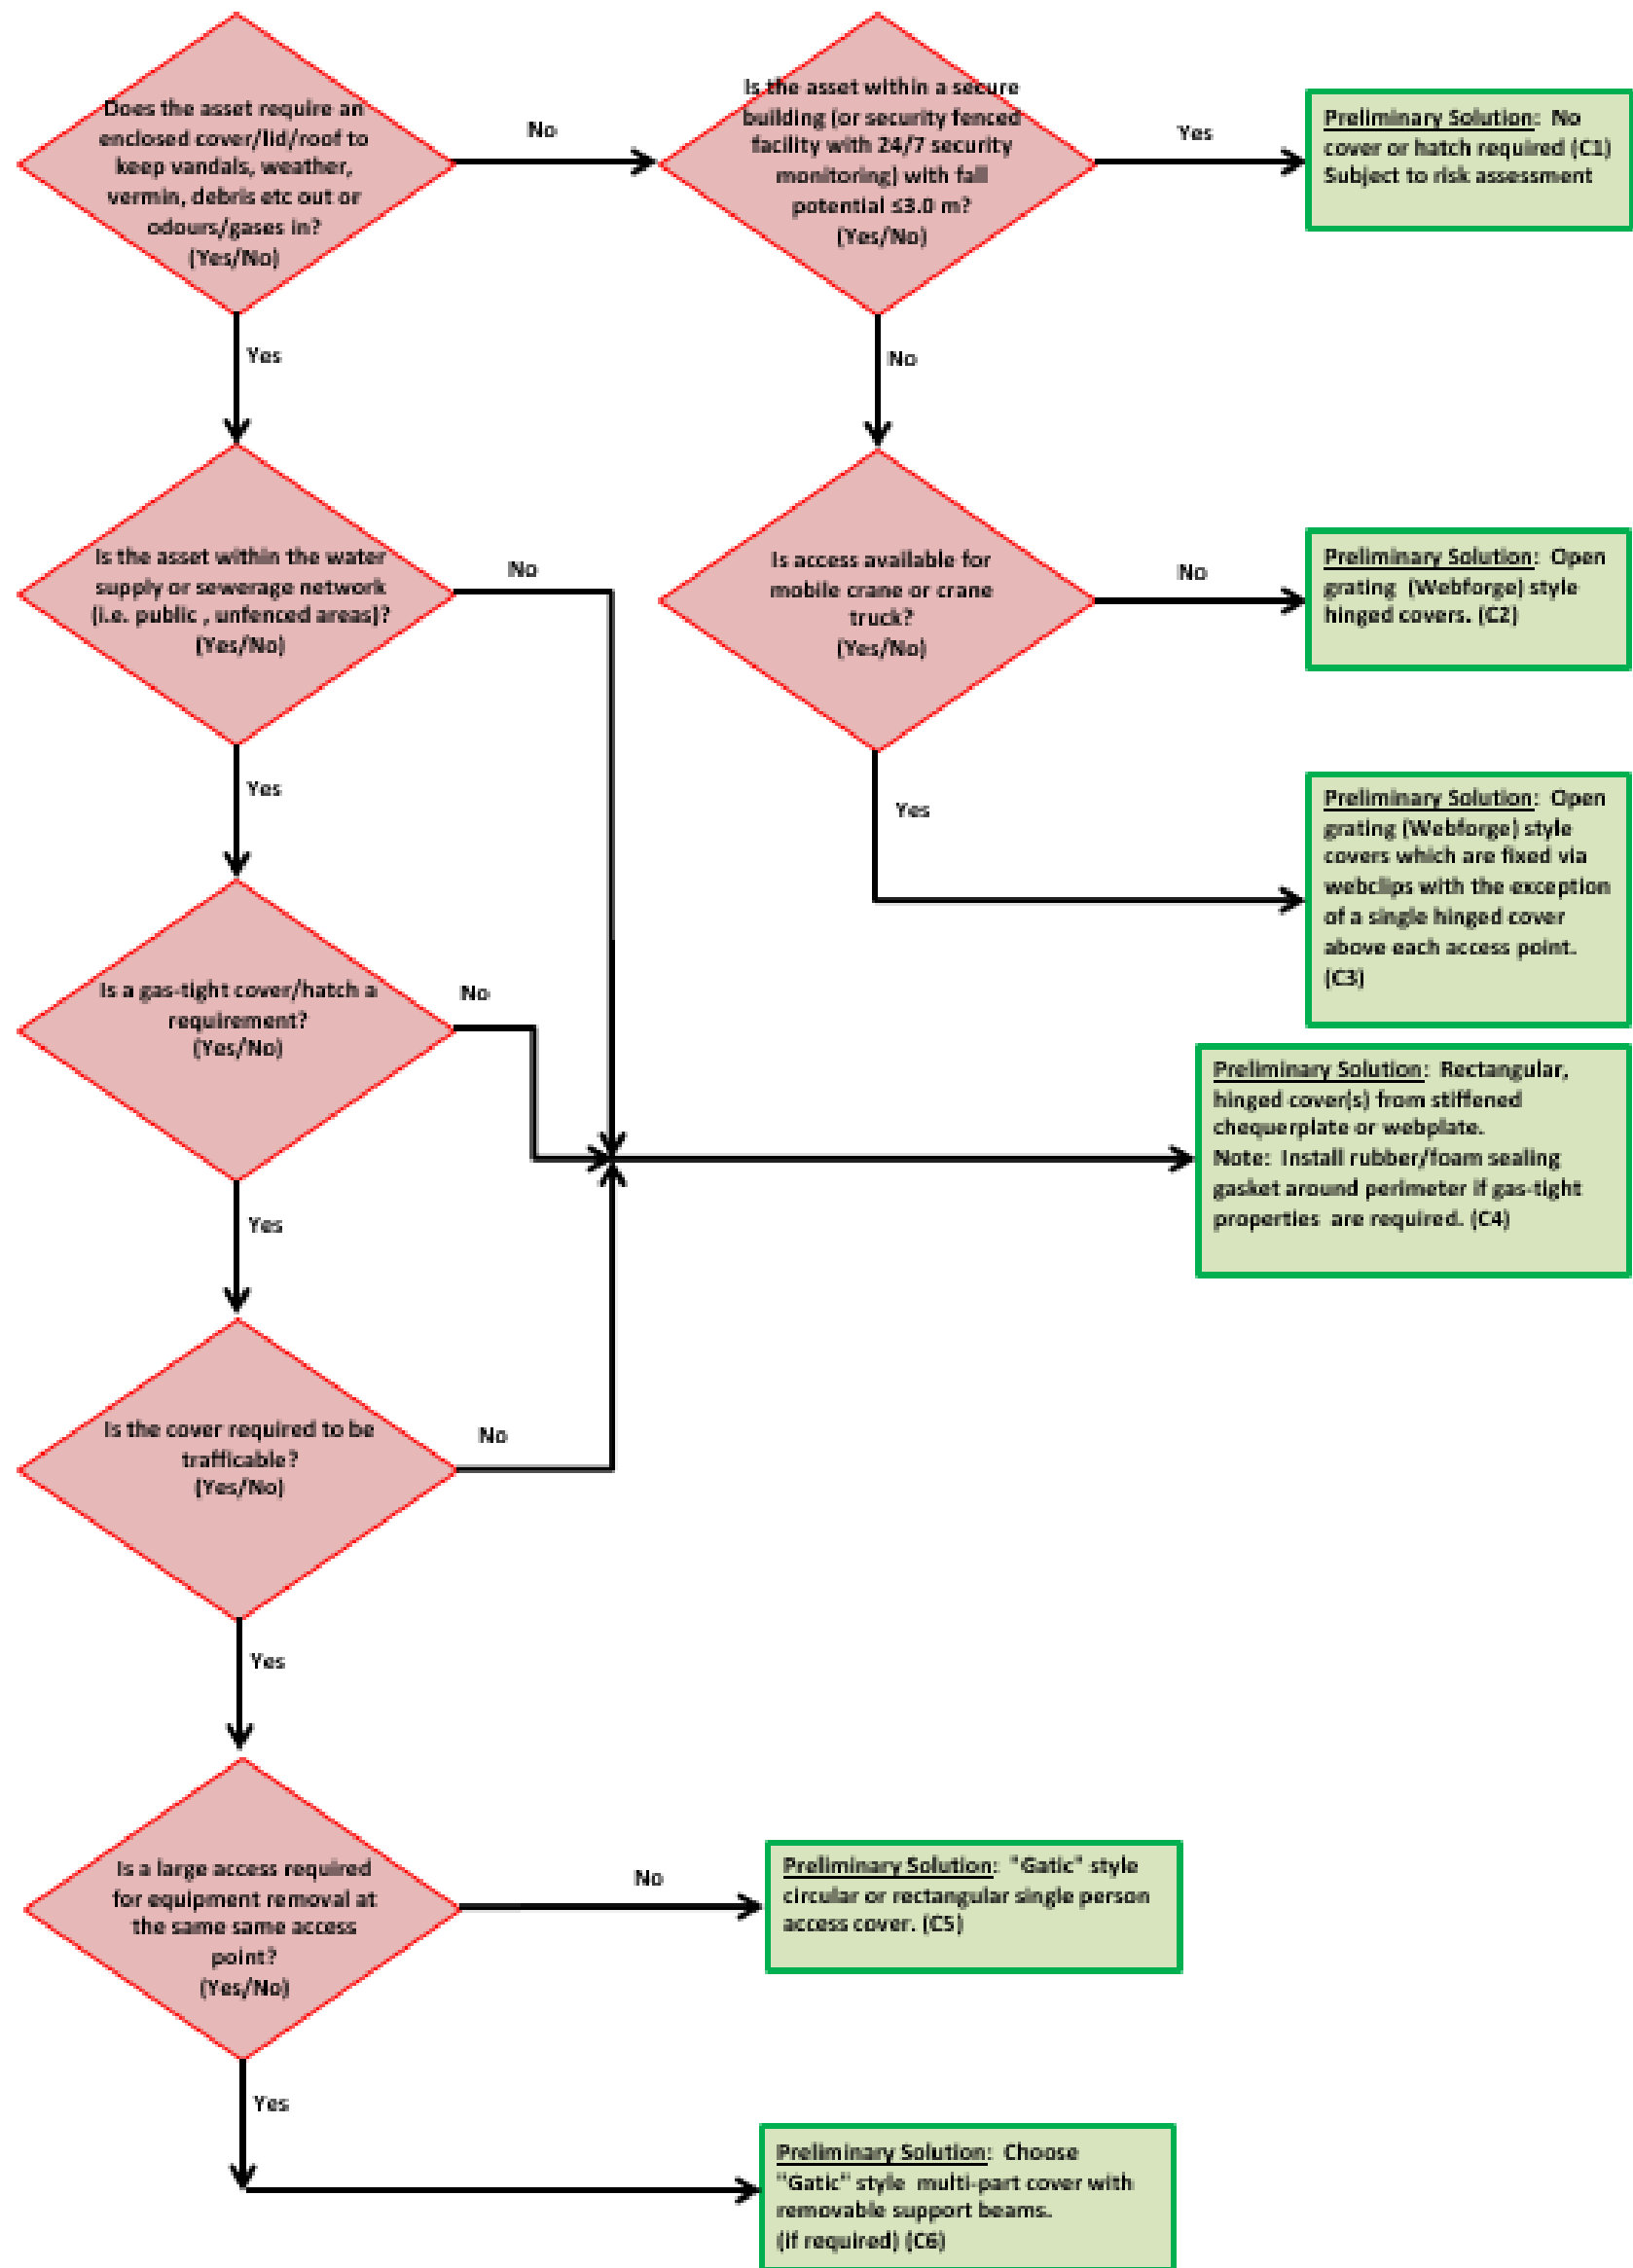 Does the asset require an
enclosed cover/lid/roof to
keep vandals, weather,
vermin, debris etc out or
odours/gases in?
(Yes/No)
No
Is the asset within a secure
building (or security fenced
facility with 24/7 security
monitoring) with fall
potential ≤3.0 m?
(Yes/No)
Yes
Preliminary Solution: No
cover or hatch required (C1)
Subject to risk assessment
Yes
No
Is the asset within the water
supply or sewerage network
(i.e. public , unfenced areas)?
(Yes/No)
No
Is access available for
mobile crane or crane
truck?
(Yes/No)
No
Preliminary Solution: Open
grating (Webforge) style
hinged covers. (C2)
Yes
Yes
Preliminary Solution: Open
grating (Webforge) style
covers which are fixed via
webclips with the exception
of a single hinged cover
above each access point.
(C3)
Is a gas-tight cover/hatch a
requirement?
(Yes/No)
No
Preliminary Solution: Rectangular,
hinged cover(s) from stiffened
chequerplate or webplate.
Note: Install rubber/foam sealing
gasket around perimeter if gas-tight
properties are required. (C4)
Yes
Is the cover required to be
trafficable?
(Yes/No)
No
Yes
Is a large access required
for equipment removal at
the same same access
point?
(Yes/No)
No
Preliminary Solution: "Gatic" style
circular or rectangular single person
access cover. (C5)
Yes
Preliminary Solution: Choose
"Gatic" style multi-part cover with
removable support beams.
(if required) (C6)